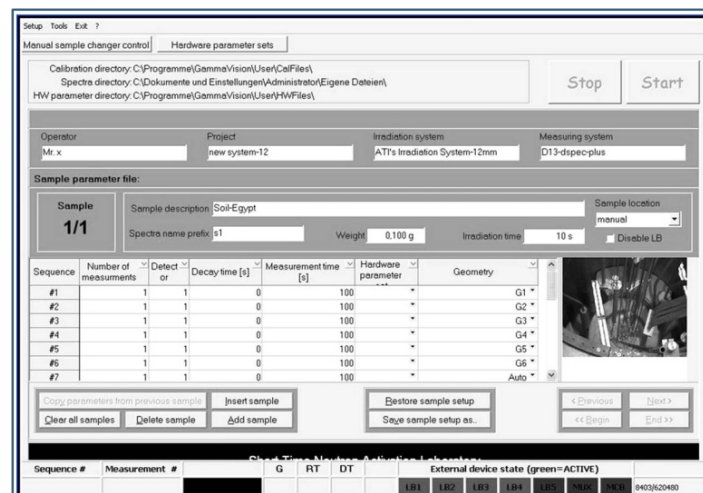 Setup Tools Exit ?
Manual sample changer control Hardware parameter sets
Calibration directory: C:\Programme\GammaVision\User\CalFiles\
Spectra directory: C:\Dokumente und Einstellungen\Administrator\Eigene Dateien\
HW parameter directory: C:\Programme\GammaVision\User\HWFiles\
Stop Start
Operator Project Irradiation system Measuring system
Mr. x new system-12 ATI's Irradiation System-12mm D13-dspec-plus
Sample parameter file:
Sample
1/1
Sample description Soil-Egypt
Sample location
manual
Spectra name prefix s1 Weight 0,100 g Irradiation time 10 s Disable LB
Sequence Number of measurments Detect or Decay time [s] Measurement time [s] Hardware parameter Geometry
#1 1 1 0 100 * G1 *
#2 1 1 0 100 * G2 *
#3 1 1 0 100 * G3 *
#4 1 1 0 100 * G4 *
#5 1 1 0 100 * G5 *
#6 1 1 0 100 * G6 *
#7 1 1 0 100 * Auto *
Copy parameters from previous sample Insert sample Restore sample setup < Previous Next >
Clear all samples Delete sample Add sample Save sample setup as.. << Begin End >>
Short Time Neutron Activation Laboratory
Sequence # Measurement # G RT DT External device state (green=ACTIVE)
LB1 LB2 LB3 LB4 LB5 MUX MCB 8403/620480